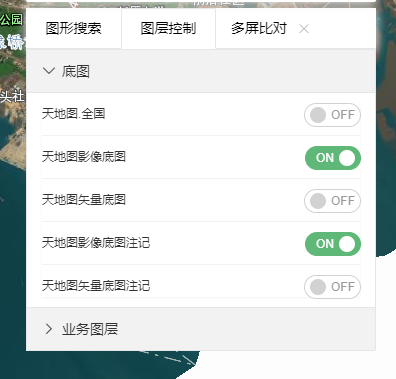 公园
图形搜索 图层控制 多屏比对
底图
头社
天地图.全国 OFF
天地图影像底图 ON
天地图矢量底图 OFF
天地图影像底图注记 ON
天地图矢量底图注记 OFF
业务图层